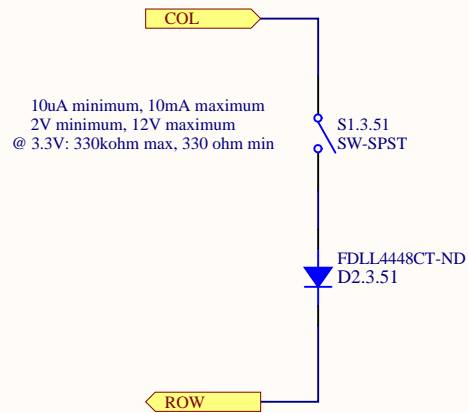 COL
10uA minimum, 10mA maximum
2V minimum, 12V maximum
@ 3.3V: 330kohm max, 330 ohm min
S1.3.51
SW-SPST
FDLL4448CT-ND
D2.3.51
ROW